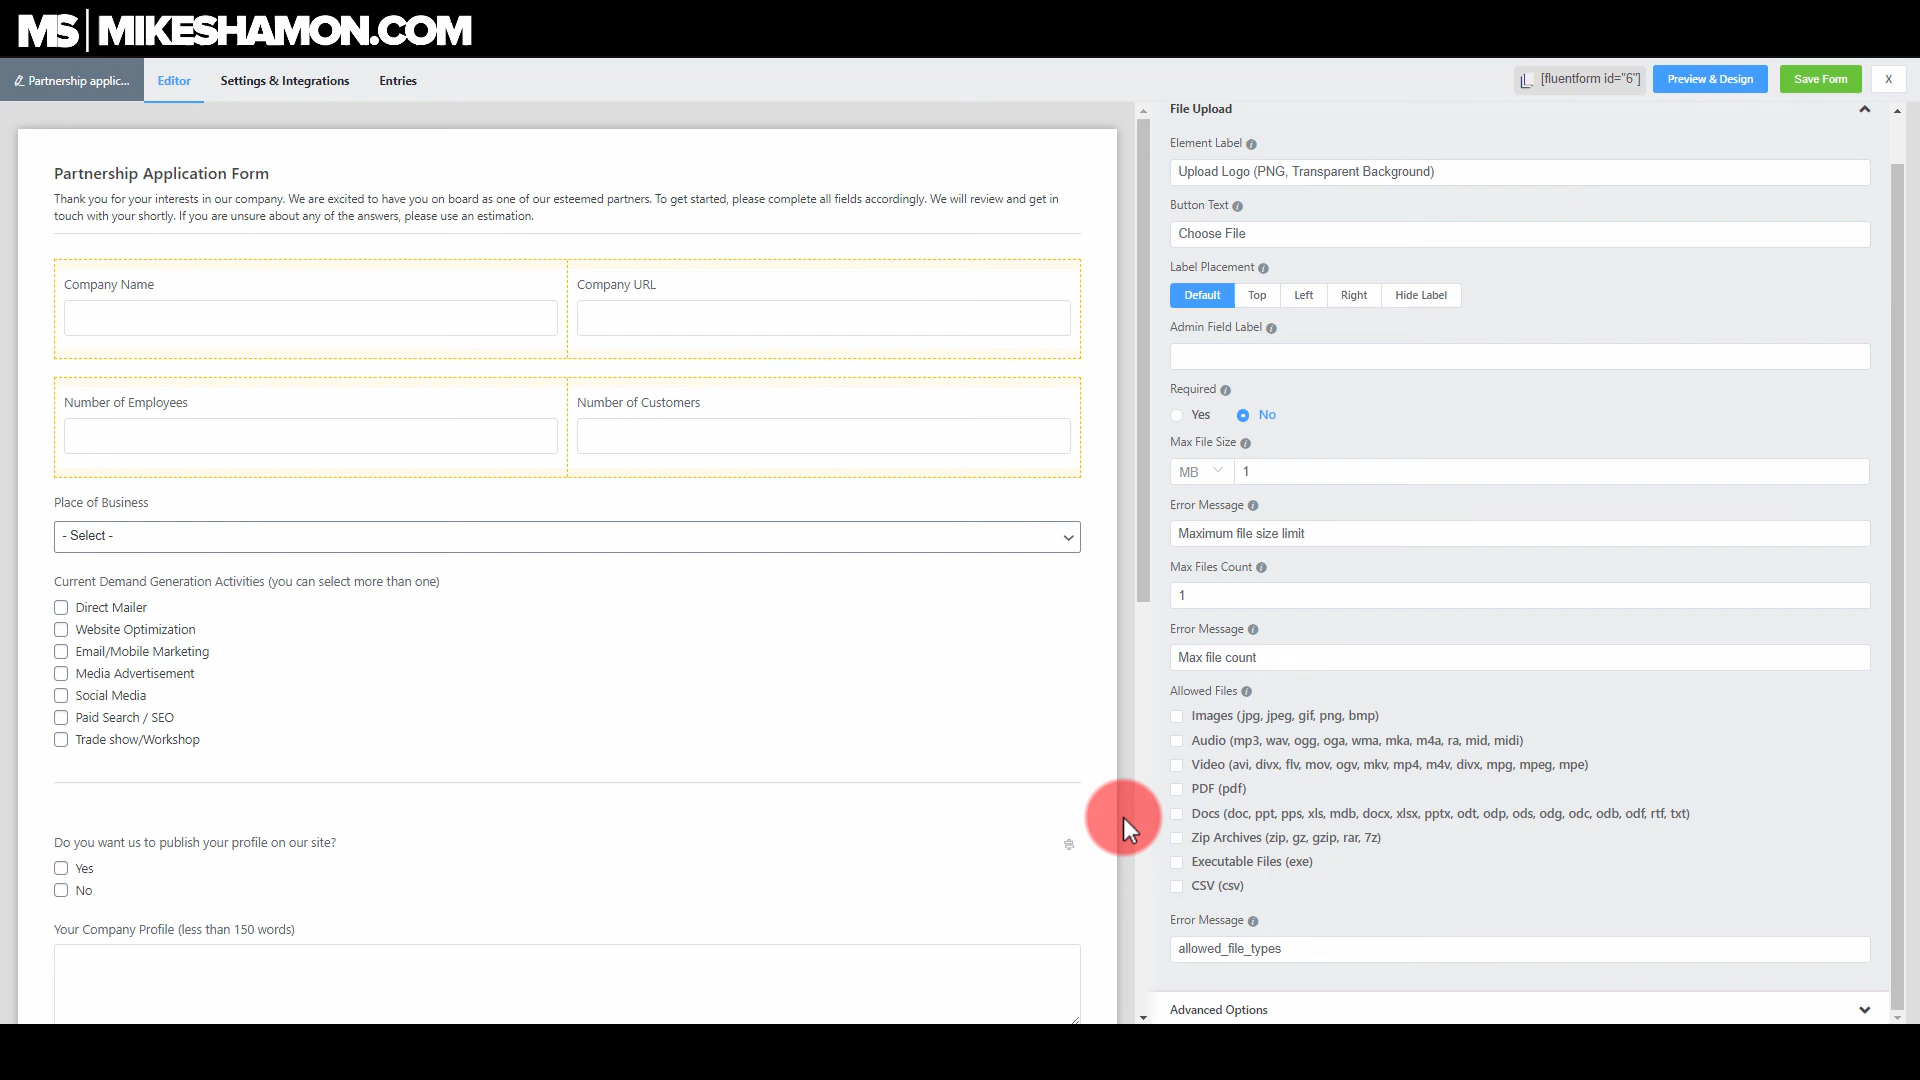 MS | MIKESHAMON.COM
Partnership applic...
Editor
Settings & Integrations
Entries
[fluentform id="6"]
Preview & Design
Save Form
X
Partnership Application Form
Thank you for your interests in our company. We are excited to have you on board as one of our esteemed partners. To get started, please complete all fields accordingly. We will review and get in
touch with your shortly. If you are unsure about any of the answers, please use an estimation.
Company Name
Company URL
Number of Employees
Number of Customers
Place of Business
- Select -
Current Demand Generation Activities (you can select more than one)
Direct Mailer
Website Optimization
Email/Mobile Marketing
Media Advertisement
Social Media
Paid Search / SEO
Trade show/Workshop
Do you want us to publish your profile on our site?
Yes
No
Your Company Profile (less than 150 words)
File Upload
Element Label
Upload Logo (PNG, Transparent Background)
Button Text
Choose File
Label Placement
Default
Top
Left
Right
Hide Label
Admin Field Label
Required
Yes
No
Max File Size
MB
1
Error Message
Maximum file size limit
Max Files Count
1
Error Message
Max file count
Allowed Files
Images (jpg, jpeg, gif, png, bmp)
Audio (mp3, wav, ogg, oga, wma, mka, m4a, ra, mid, midi)
Video (avi, divx, flv, mov, ogv, mkv, mp4, m4v, divx, mpg, mpeg, mpe)
PDF (pdf)
Docs (doc, ppt, pps, xls, mdb, docx, xlsx, pptx, odt, odp, ods, odg, odc, odb, odf, rtf, txt)
Zip Archives (zip, gz, gzip, rar, 7z)
Executable Files (exe)
CSV (csv)
Error Message
allowed_file_types
Advanced Options